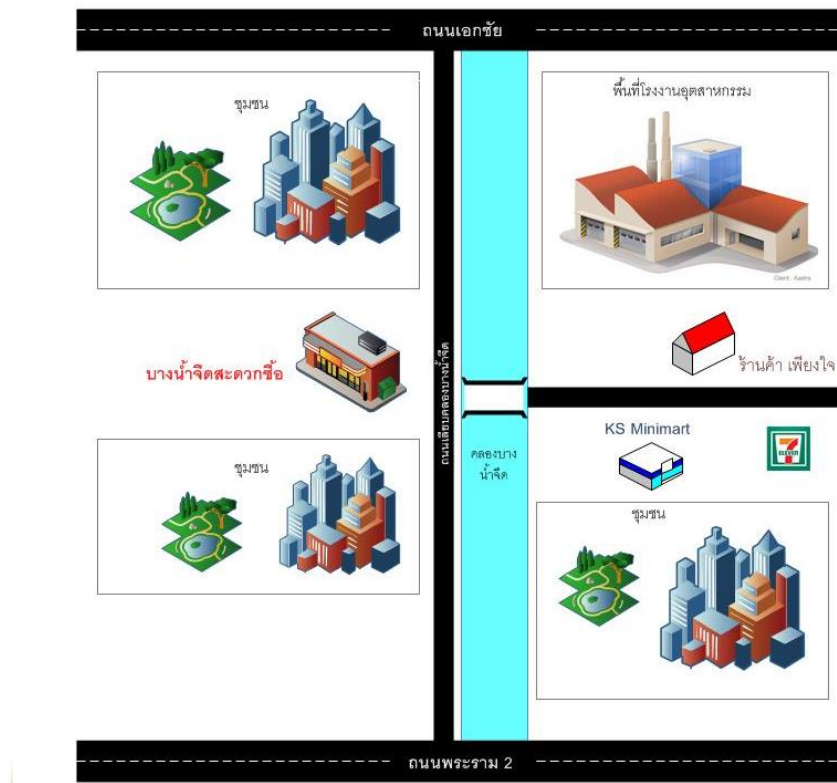 ถนนเอกชัย
ชุมชน
พื้นที่โรงงานอุตสาหกรรม
Client : Aastra
บางน้ำจืดสะดวกซื้อ
ถนนเลียบคลองบางน้ำจืด
ร้านค้า เพียงใจ
KS Minimart
7 ELEVEN
คลองบาง
น้ำจืด
ชุมชน
ชุมชน
ถนนพระราม 2